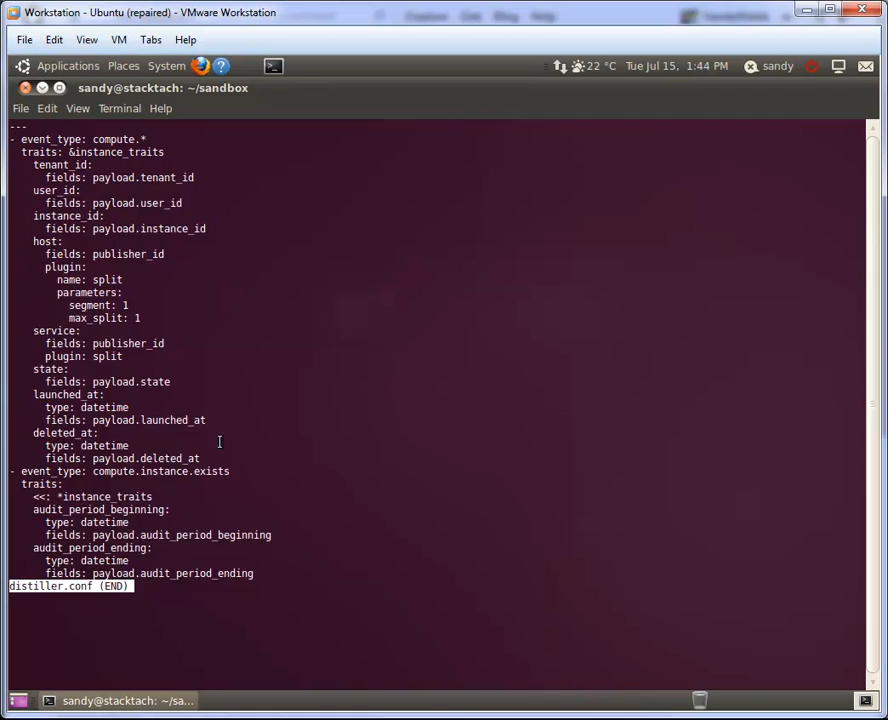 Workstation - Ubuntu (repaired) - VMware Workstation
File Edit View VM Tabs Help
Applications Places System 22 °C Tue Jul 15, 1:44 PM sandy
sandy@stacktach: ~/sandbox
File Edit View Terminal Help
---
- event_type: compute.*
  traits: &instance_traits
    tenant_id:
      fields: payload.tenant_id
    user_id:
      fields: payload.user_id
    instance_id:
      fields: payload.instance_id
    host:
      fields: publisher_id
      plugin:
        name: split
        parameters:
          segment: 1
          max_split: 1
    service:
      fields: publisher_id
      plugin: split
    state:
      fields: payload.state
    launched_at:
      type: datetime
      fields: payload.launched_at
    deleted_at:
      type: datetime
      fields: payload.deleted_at
- event_type: compute.instance.exists
  traits:
    <<: *instance_traits
    audit_period_beginning:
      type: datetime
      fields: payload.audit_period_beginning
    audit_period_ending:
      type: datetime
      fields: payload.audit_period_ending
distiller.conf (END)
sandy@stacktach: ~/sa...